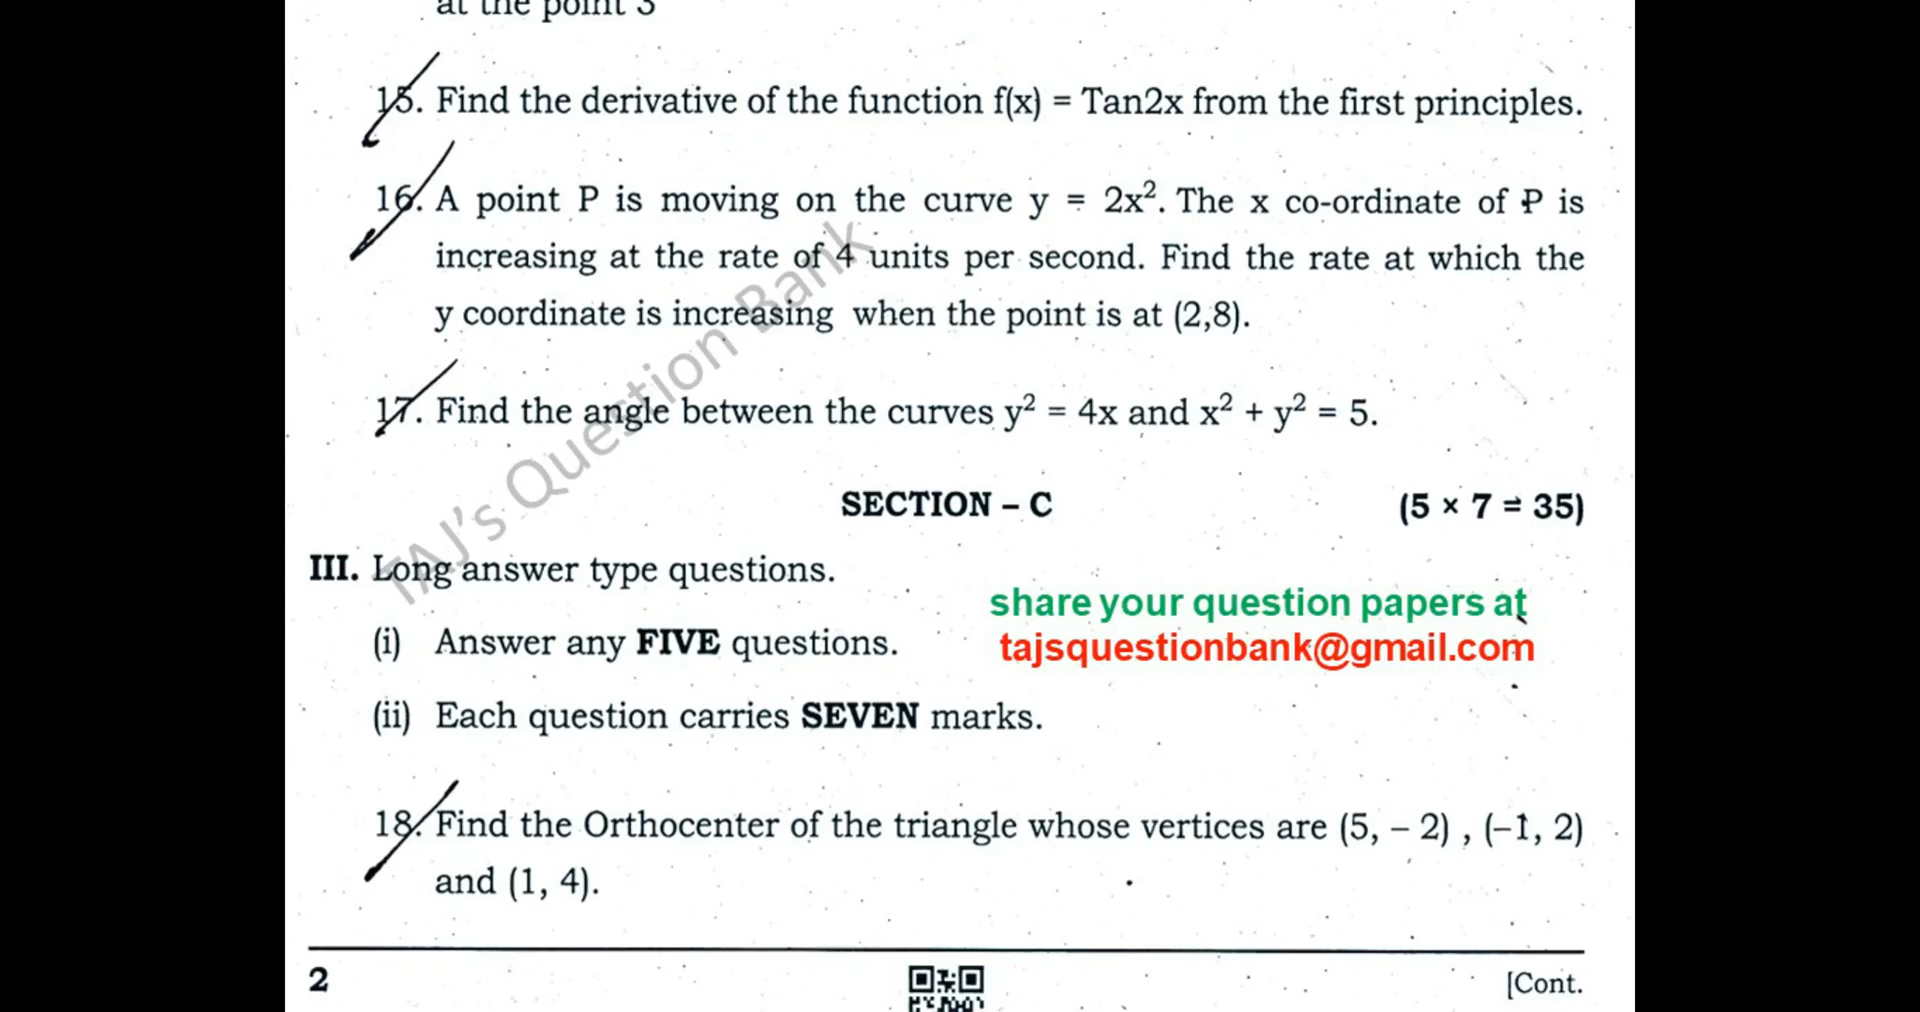 at the point 3
15. Find the derivative of the function f(x) = Tan2x from the first principles.
16. A point P is moving on the curve y = 2x². The x co-ordinate of P is
increasing at the rate of 4 units per second. Find the rate at which the
y coordinate is increasing when the point is at (2,8).
17. Find the angle between the curves y² = 4x and x² + y² = 5.
TAJ's Question Bank
SECTION – C (5 × 7 = 35)
III. Long answer type questions.
share your question papers at
(i) Answer any FIVE questions.
tajsquestionbank@gmail.com
(ii) Each question carries SEVEN marks.
18. Find the Orthocenter of the triangle whose vertices are (5, – 2) , (–1, 2)
and (1, 4).
2 [Cont.